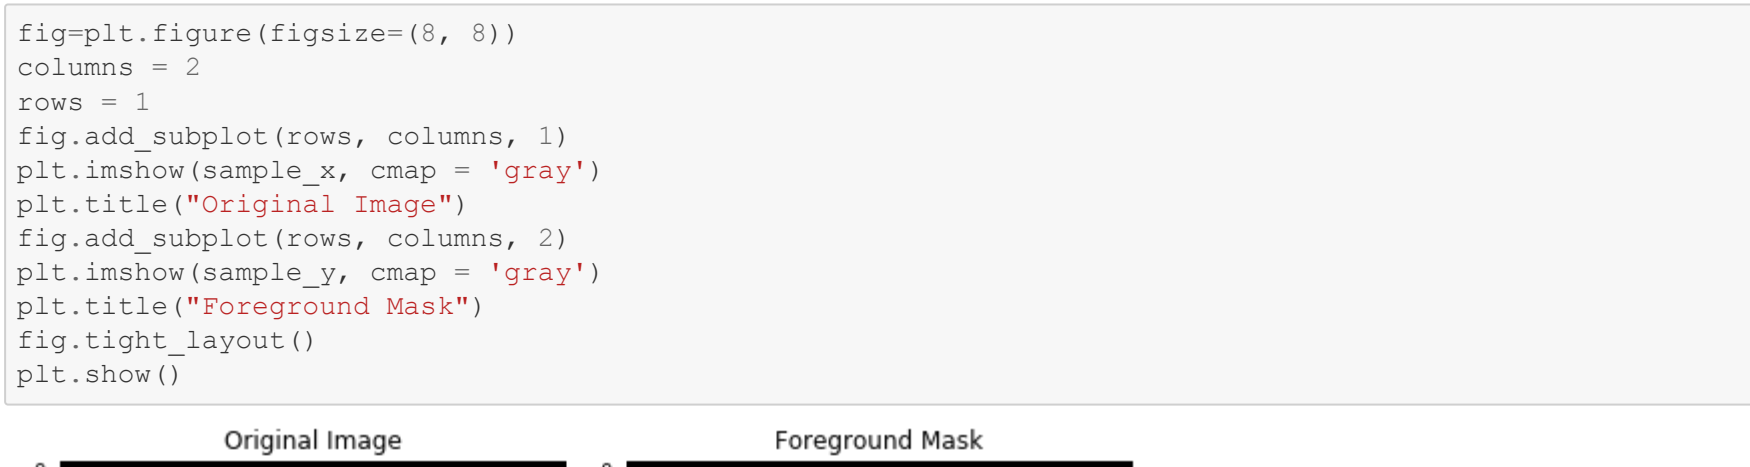 fig=plt.figure(figsize=(8, 8))
columns = 2
rows = 1
fig.add_subplot(rows, columns, 1)
plt.imshow(sample_x, cmap = 'gray')
plt.title("Original Image")
fig.add_subplot(rows, columns, 2)
plt.imshow(sample_y, cmap = 'gray')
plt.title("Foreground Mask")
fig.tight_layout()
plt.show()
Original Image Foreground Mask